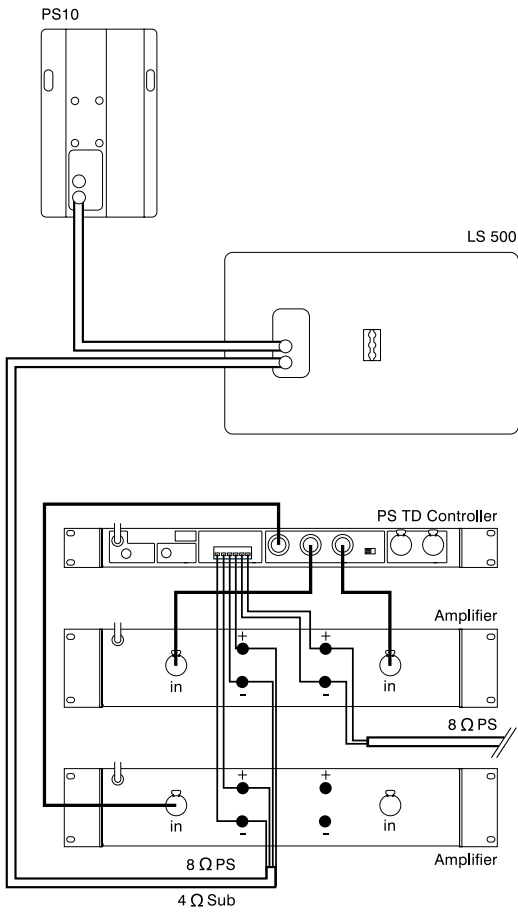 PS10
LS 500
PS TD Controller
Amplifier
+
+
in
-
-
in
8 Ω PS
+
+
in
-
-
in
Amplifier
8 Ω PS
4 Ω Sub